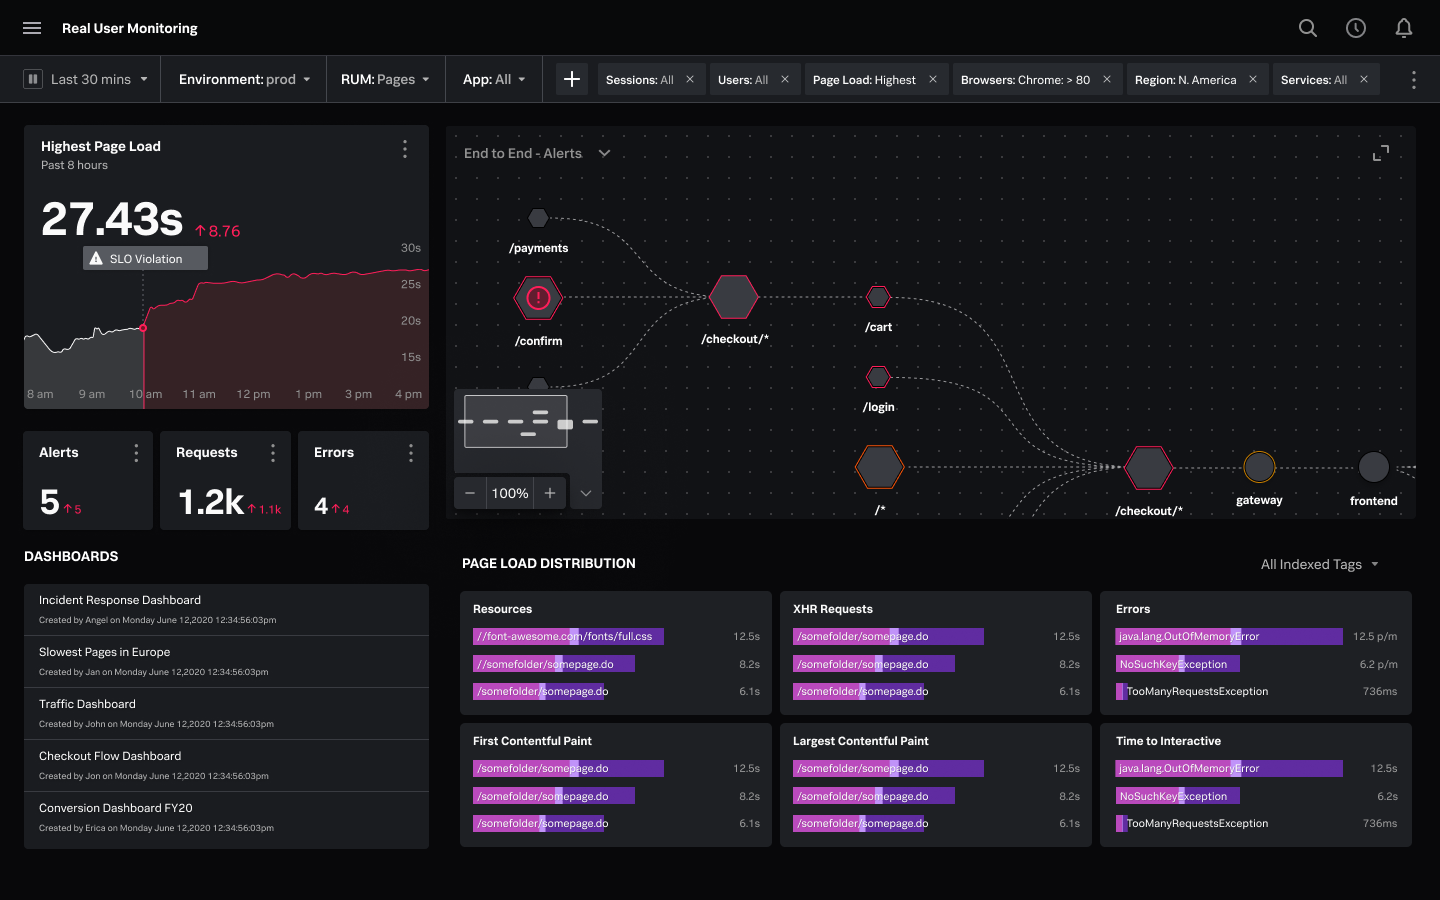 Real User Monitoring
Last 30 mins
Environment: prod
RUM: Pages
App: All
Sessions: All
Users: All
Page Load: Highest
Browsers: Chrome: > 80
Region: N. America
Services: All
Highest Page Load
Past 8 hours
27.43s 8.76
SLO Violation
30s
25s
20s
15s
8 am 9 am 10 am 11 am 12 pm 1 pm 3 pm 4 pm
Alerts
5 5
Requests
1.2k 1.1k
Errors
4 4
End to End - Alerts
/payments
/confirm
/checkout/*
/cart
/login
/*
/checkout/*
gateway
frontend
100%
DASHBOARDS
Incident Response Dashboard
Created by Angel on Monday June 12,2020 12:34:56:03pm
Slowest Pages in Europe
Created by Jan on Monday June 12,2020 12:34:56:03pm
Traffic Dashboard
Created by John on Monday June 12,2020 12:34:56:03pm
Checkout Flow Dashboard
Created by Jon on Monday June 12,2020 12:34:56:03pm
Conversion Dashboard FY20
Created by Erica on Monday June 12,2020 12:34:56:03pm
PAGE LOAD DISTRIBUTION
All Indexed Tags
Resources
//font-awesome.com/fonts/full.css 12.5s
//somefolder/somepage.do 8.2s
/somefolder/somepage.do 6.1s
XHR Requests
/somefolder/somepage.do 12.5s
/somefolder/somepage.do 8.2s
/somefolder/somepage.do 6.1s
Errors
java.lang.OutOfMemoryError 12.5 p/m
NoSuchKeyException 6.2 p/m
TooManyRequestsException 736ms
First Contentful Paint
/somefolder/somepage.do 12.5s
/somefolder/somepage.do 8.2s
/somefolder/somepage.do 6.1s
Largest Contentful Paint
/somefolder/somepage.do 12.5s
/somefolder/somepage.do 8.2s
/somefolder/somepage.do 6.1s
Time to Interactive
java.lang.OutOfMemoryError 12.5s
NoSuchKeyException 6.2s
TooManyRequestsException 736ms